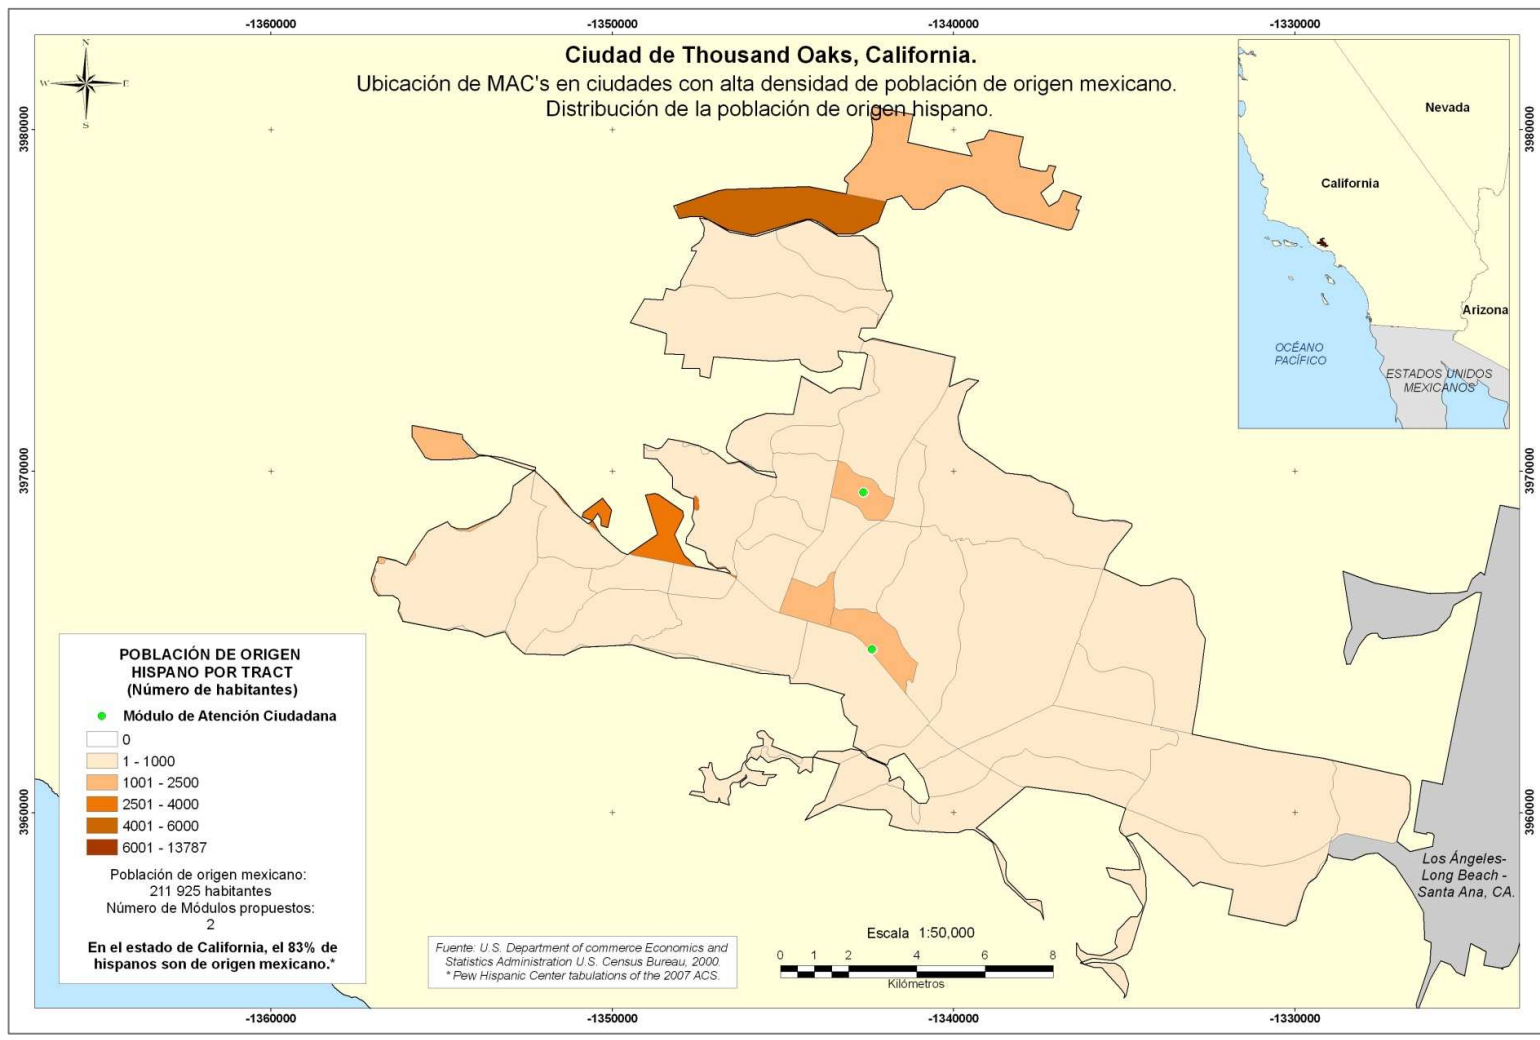 -1360000
-1350000
-1340000
-1330000
Ciudad de Thousand Oaks, California.
Ubicación de MAC's en ciudades con alta densidad de población de origen mexicano.
Distribución de la población de origen hispano.
N
W
E
S
3980000
3980000
Nevada
California
Arizona
OCÉANO
PACÍFICO
ESTADOS UNIDOS
MEXICANOS
3970000
3970000
POBLACIÓN DE ORIGEN
HISPANO POR TRACT
(Número de habitantes)
Módulo de Atención Ciudadana
0
1 - 1000
1001 - 2500
2501 - 4000
4001 - 6000
6001 - 13787
Población de origen mexicano:
211 925 habitantes
Número de Módulos propuestos:
2
En el estado de California, el 83% de
hispanos son de origen mexicano.*
3960000
3960000
Los Ángeles-
Long Beach -
Santa Ana, CA.
Fuente: U.S. Department of commerce Economics and
Statistics Administration U.S. Census Bureau, 2000.
* Pew Hispanic Center tabulations of the 2007 ACS.
Escala 1:50,000
0 1 2 4 6 8
Kilómetros
-1360000
-1350000
-1340000
-1330000